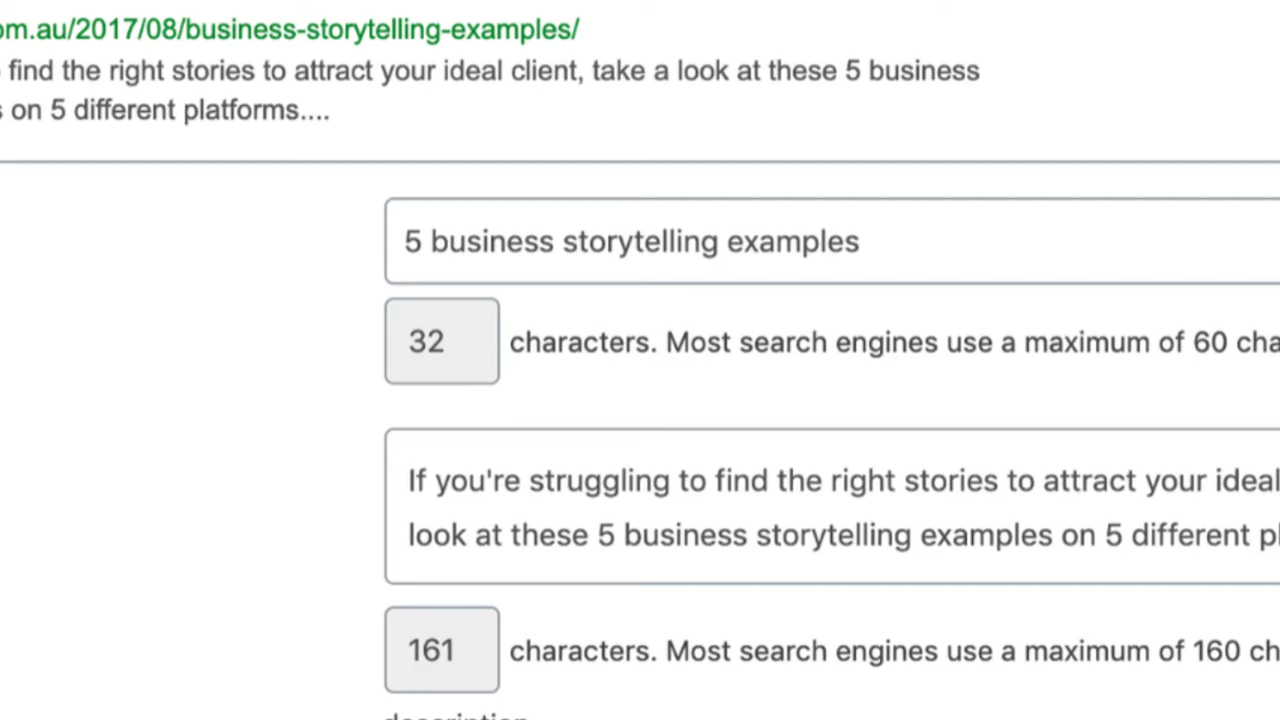 om.au/2017/08/business-storytelling-examples/
find the right stories to attract your ideal client, take a look at these 5 business
on 5 different platforms....
5 business storytelling examples
32 characters. Most search engines use a maximum of 60 cha
If you're struggling to find the right stories to attract your ideal
look at these 5 business storytelling examples on 5 different pl
161 characters. Most search engines use a maximum of 160 ch
description